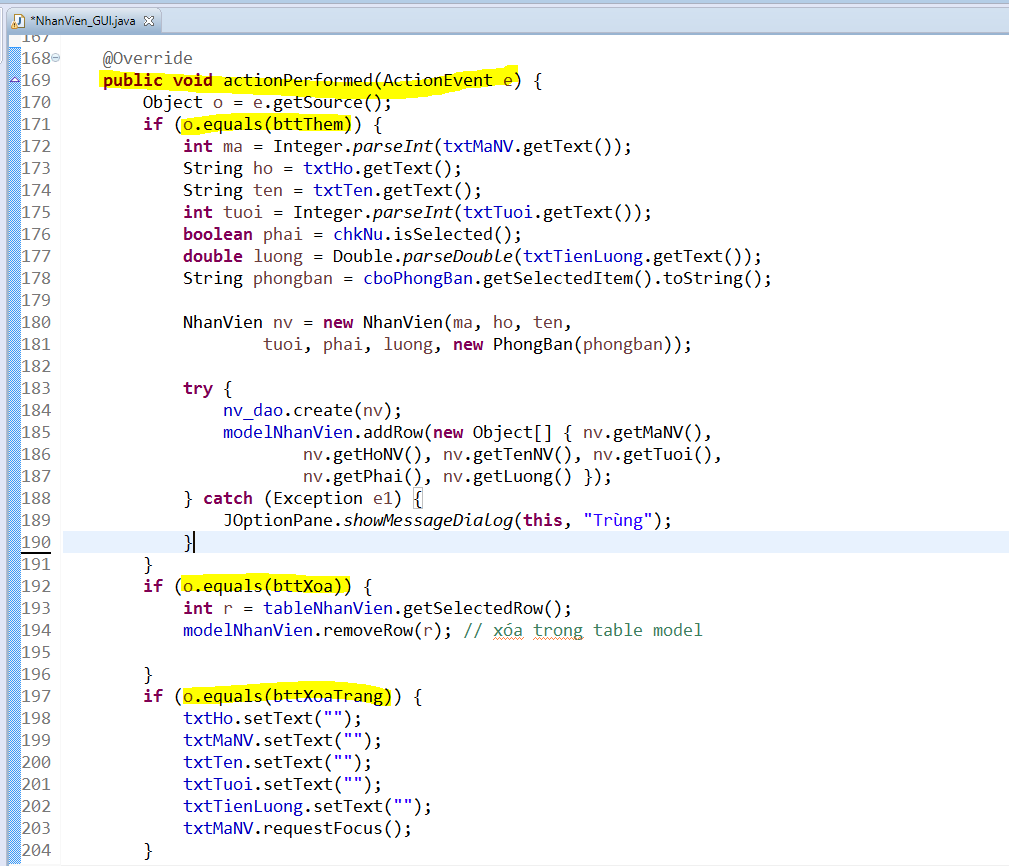 *NhanVien_GUI.java
167
168 @Override
169 public void actionPerformed(ActionEvent e) {
170 Object o = e.getSource();
171 if (o.equals(bttThem)) {
172 int ma = Integer.parseInt(txtMaNV.getText());
173 String ho = txtHo.getText();
174 String ten = txtTen.getText();
175 int tuoi = Integer.parseInt(txtTuoi.getText());
176 boolean phai = chkNu.isSelected();
177 double luong = Double.parseDouble(txtTienLuong.getText());
178 String phongban = cboPhongBan.getSelectedItem().toString();
179
180 NhanVien nv = new NhanVien(ma, ho, ten,
181 tuoi, phai, luong, new PhongBan(phongban));
182
183 try {
184 nv_dao.create(nv);
185 modelNhanVien.addRow(new Object[] { nv.getMaNV(),
186 nv.getHoNV(), nv.getTenNV(), nv.getTuoi(),
187 nv.getPhai(), nv.getLuong() });
188 } catch (Exception e1) {
189 JOptionPane.showMessageDialog(this, "Trùng");
190 }
191 }
192 if (o.equals(bttXoa)) {
193 int r = tableNhanVien.getSelectedRow();
194 modelNhanVien.removeRow(r); // xóa trong table model
195
196 }
197 if (o.equals(bttXoaTrang)) {
198 txtHo.setText("");
199 txtMaNV.setText("");
200 txtTen.setText("");
201 txtTuoi.setText("");
202 txtTienLuong.setText("");
203 txtMaNV.requestFocus();
204 }